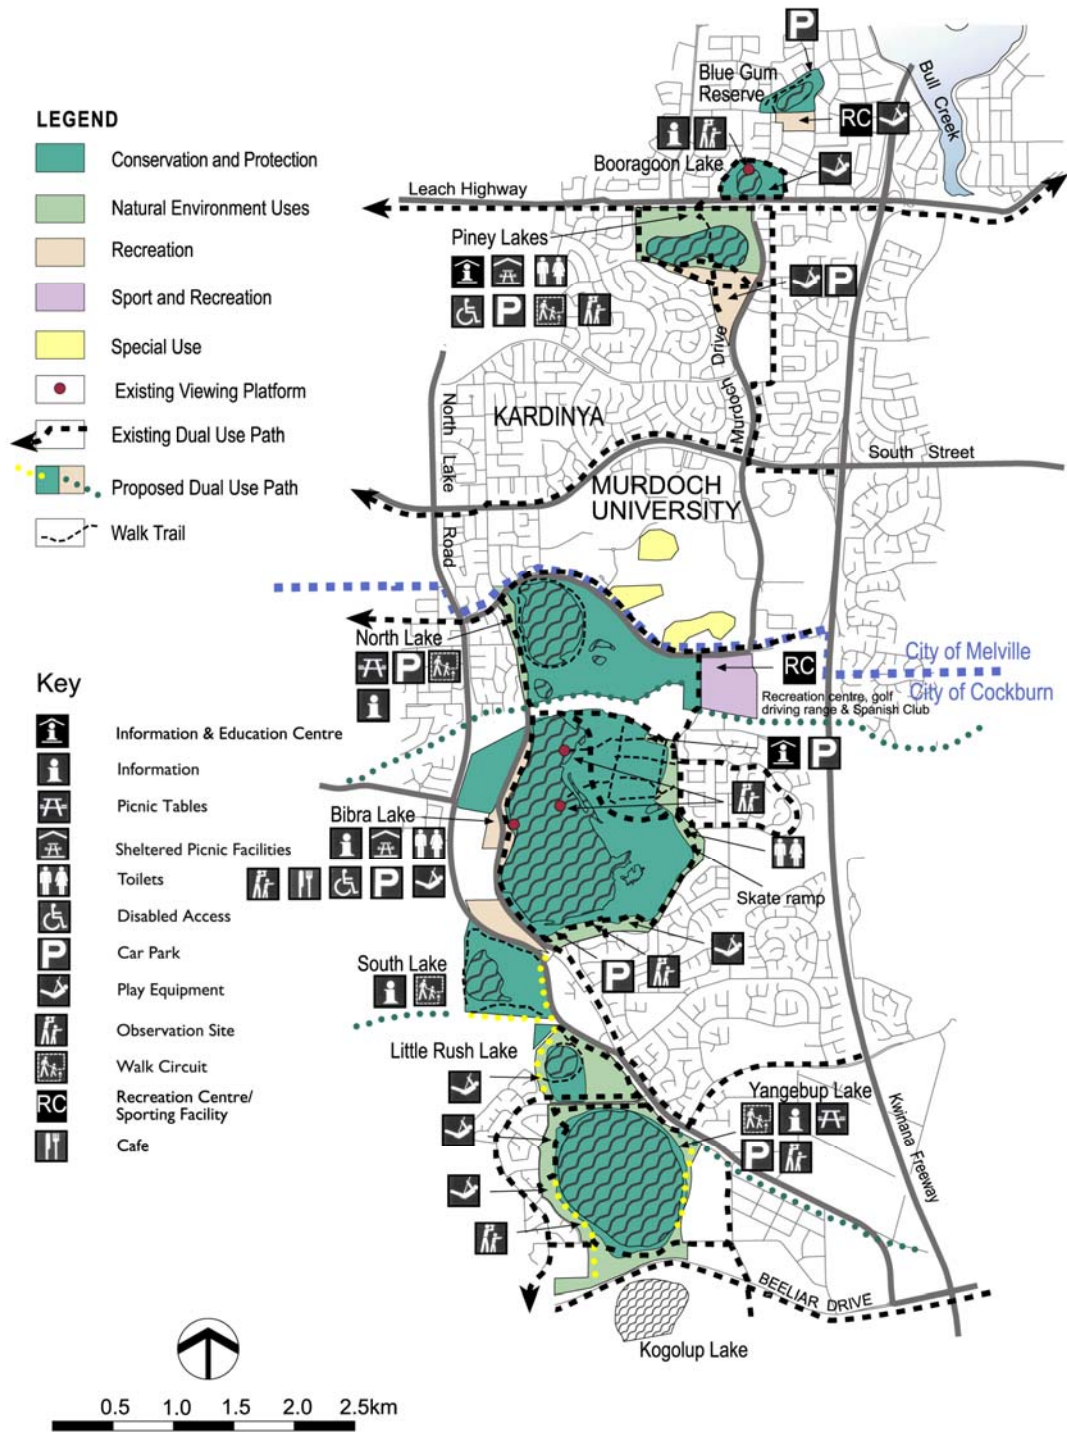 P
Blue Gum
Reserve
Bull Creek
RC
LEGEND
Conservation and Protection
Natural Environment Uses
Recreation
Sport and Recreation
Special Use
Existing Viewing Platform
Existing Dual Use Path
Proposed Dual Use Path
Walk Trail
i
Booragoon Lake
Leach Highway
Piney Lakes
i
P
P
Murdoch Drive
North Lake Road
KARDINYA
South Street
MURDOCH
UNIVERSITY
North Lake
P
i
City of Melville
City of Cockburn
RC
Recreation centre, golf
driving range & Spanish Club
i P
Bibra Lake
i
P
Skate ramp
P
South Lake
i
Little Rush Lake
Yangebup Lake
i
P
Kwinana Freeway
BEELIAR DRIVE
Kogolup Lake
Key
i
Information & Education Centre
i
Information
Picnic Tables
Sheltered Picnic Facilities
Toilets
Disabled Access
P
Car Park
Play Equipment
Observation Site
Walk Circuit
RC
Recreation Centre/
Sporting Facility
Cafe
0.5 1.0 1.5 2.0 2.5km